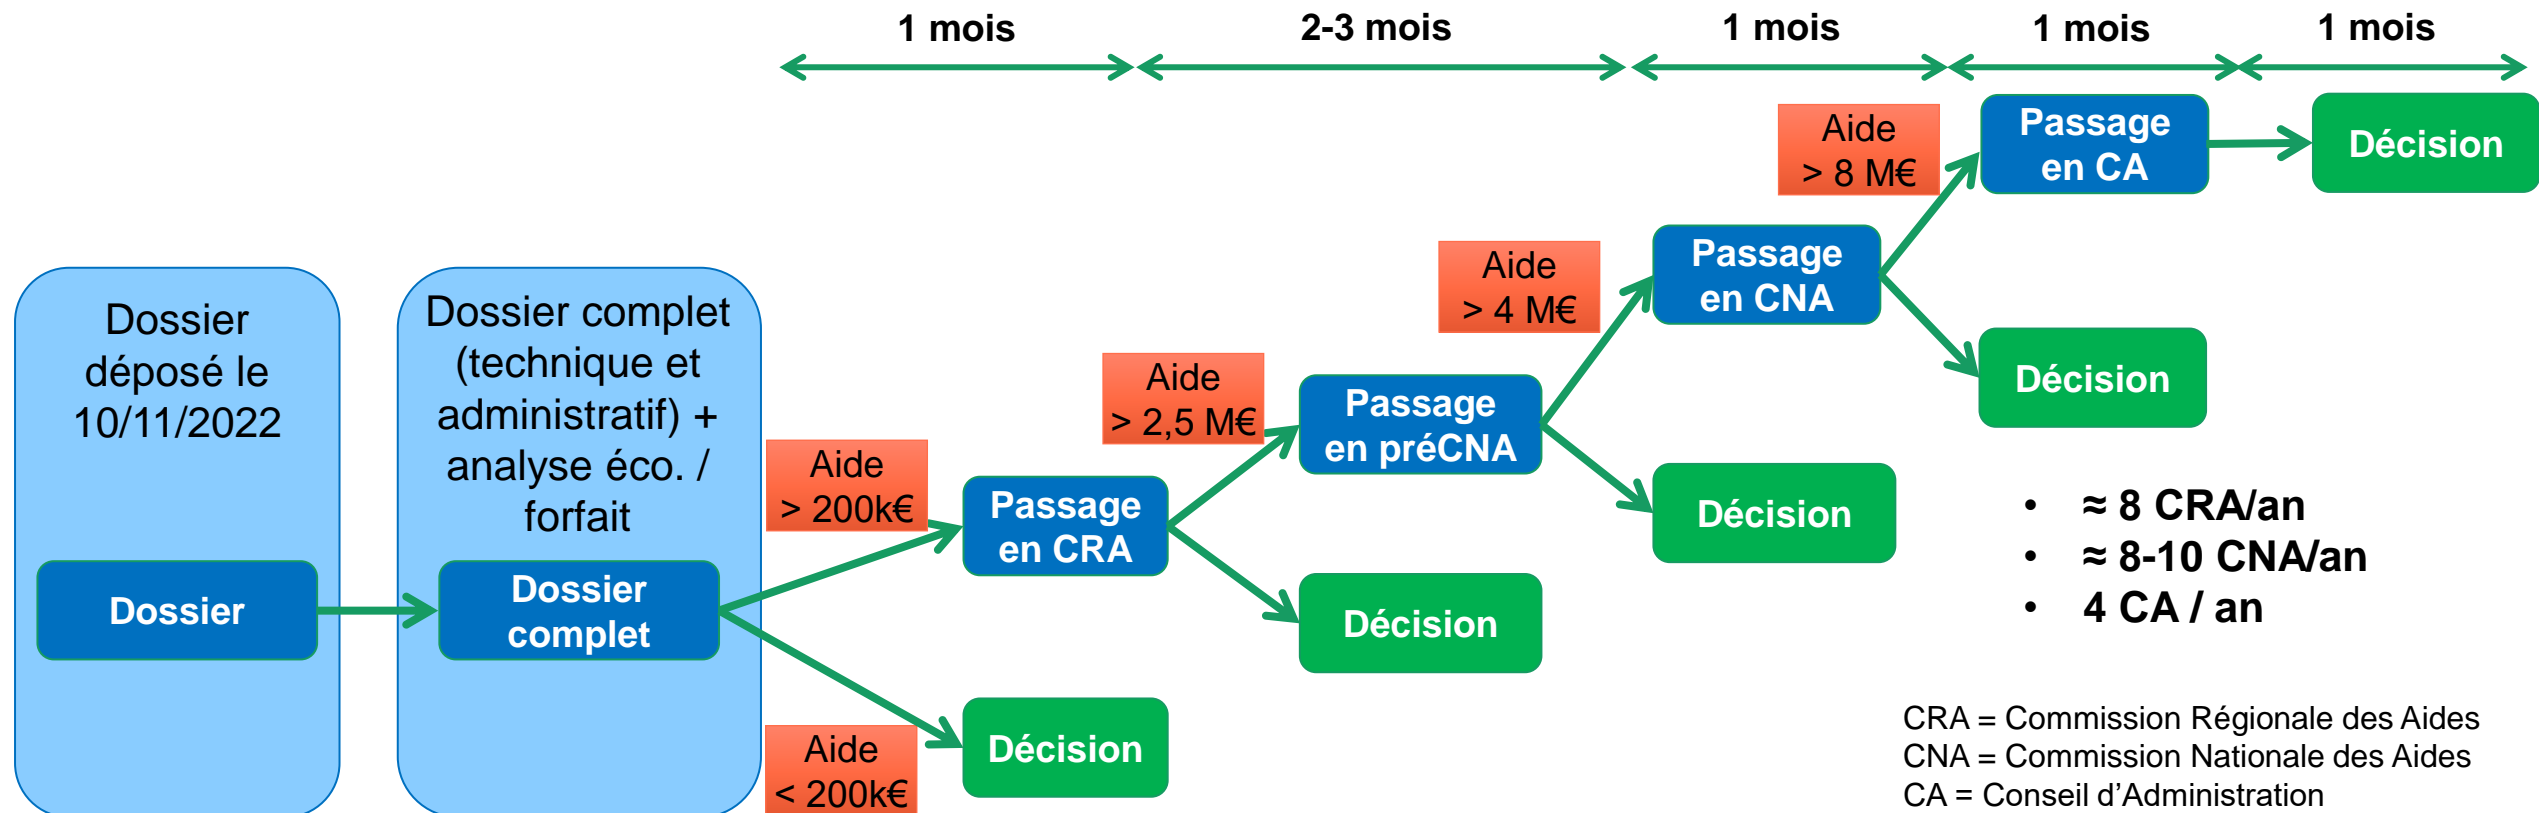 1 mois
2-3 mois
1 mois
1 mois
1 mois
Dossier
déposé le
10/11/2022
Dossier
Dossier complet
(technique et
administratif) +
analyse éco. /
forfait
Dossier
complet
Aide
> 200k€
Aide
< 200k€
Passage
en CRA
Décision
Aide
> 2,5 M€
Passage
en préCNA
Décision
Aide
> 4 M€
Passage
en CNA
Décision
Aide
> 8 M€
Passage
en CA
Décision
Décision
• ≈ 8 CRA/an
• ≈ 8-10 CNA/an
• 4 CA / an
CRA = Commission Régionale des Aides
CNA = Commission Nationale des Aides
CA = Conseil d’Administration